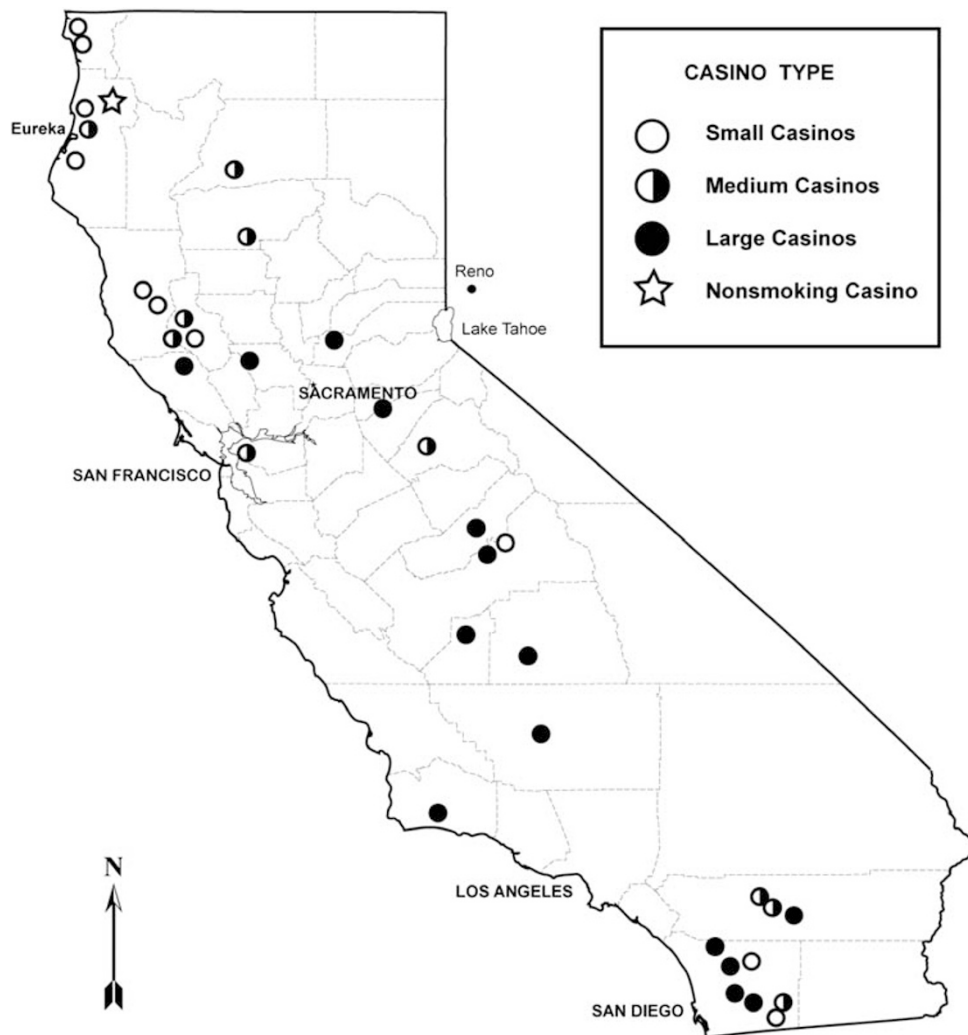 CASINO TYPE
Small Casinos
Medium Casinos
Large Casinos
Nonsmoking Casino
Eureka
Reno
Lake Tahoe
SACRAMENTO
SAN FRANCISCO
N
LOS ANGELES
SAN DIEGO